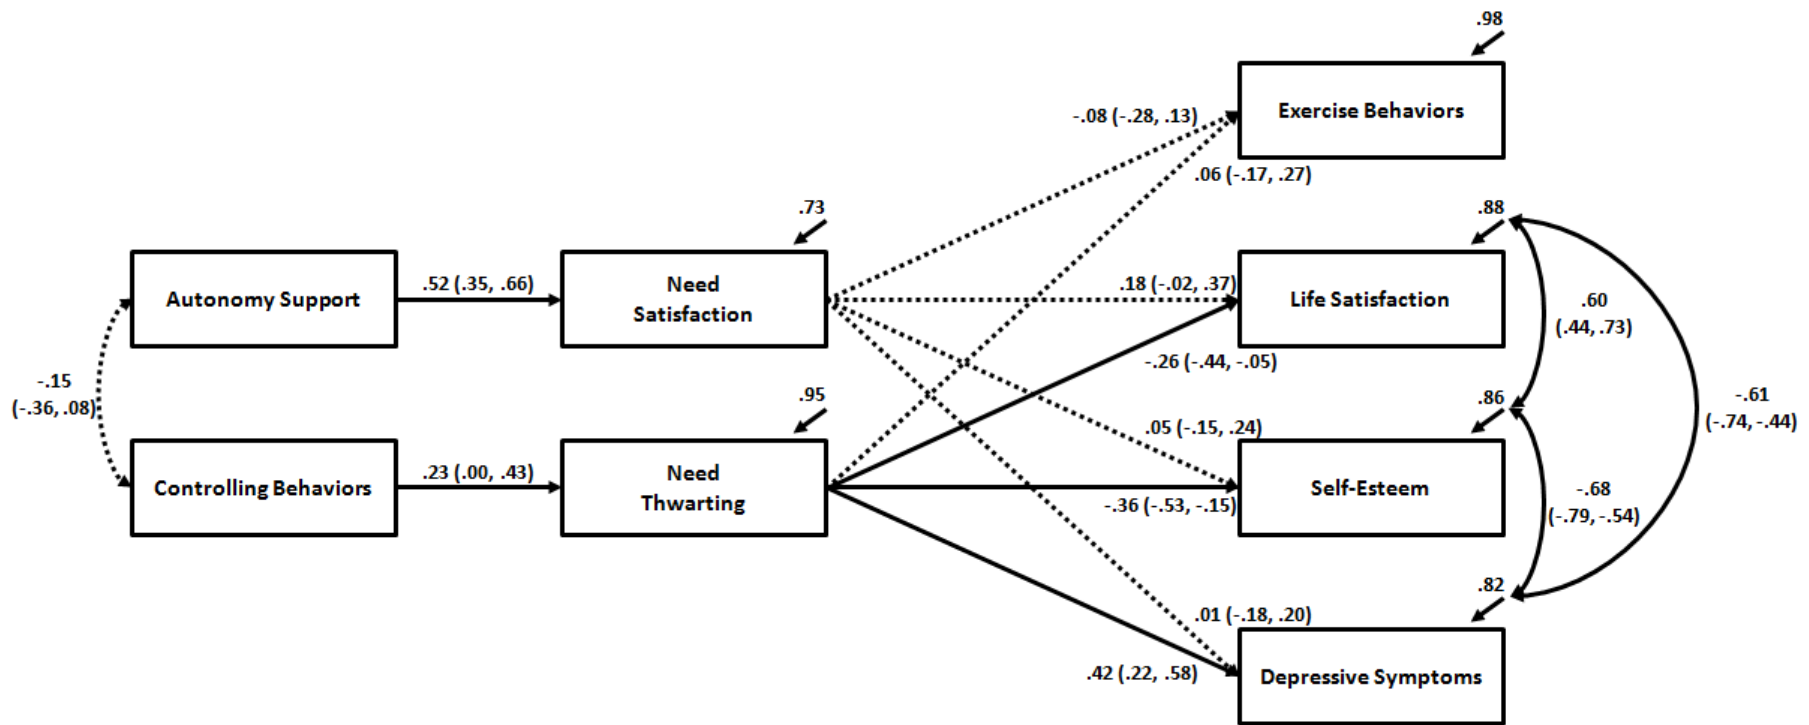 .98
Exercise Behaviors
-.08 (-.28, .13)
.06 (-.17, .27)
.73
.88
Autonomy Support
.52 (.35, .66)
Need
Satisfaction
.18 (-.02, .37)
Life Satisfaction
.60
(.44, .73)
-.26 (-.44, -.05)
-.15
(-.36, .08)
.95
.86
-.61
(-.74, -.44)
.05 (-.15, .24)
Controlling Behaviors
.23 (.00, .43)
Need
Thwarting
-.36 (-.53, -.15)
Self-Esteem
-.68
(-.79, -.54)
.82
.01 (-.18, .20)
.42 (.22, .58)
Depressive Symptoms